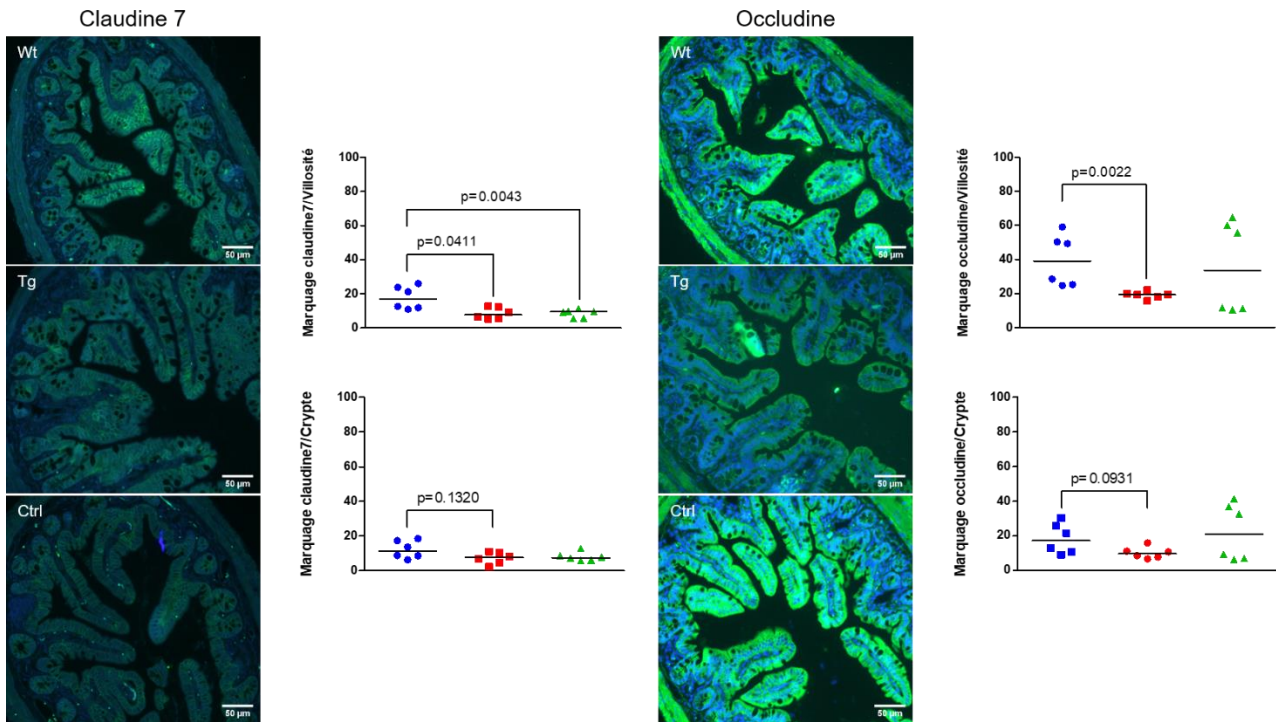 Claudine 7
Wt
50 µm
Tg
50 µm
Ctrl
50 µm
Marquage claudine7/Villosité
100
80
60
40
20
0
p=0.0043
p=0.0411
Marquage claudine7/Crypte
100
80
60
40
20
0
p=0.1320
Occludine
Wt
50 µm
Tg
50 µm
Ctrl
50 µm
Marquage occludine/Villosité
100
80
60
40
20
0
p=0.0022
Marquage occludine/Crypte
100
80
60
40
20
0
p=0.0931